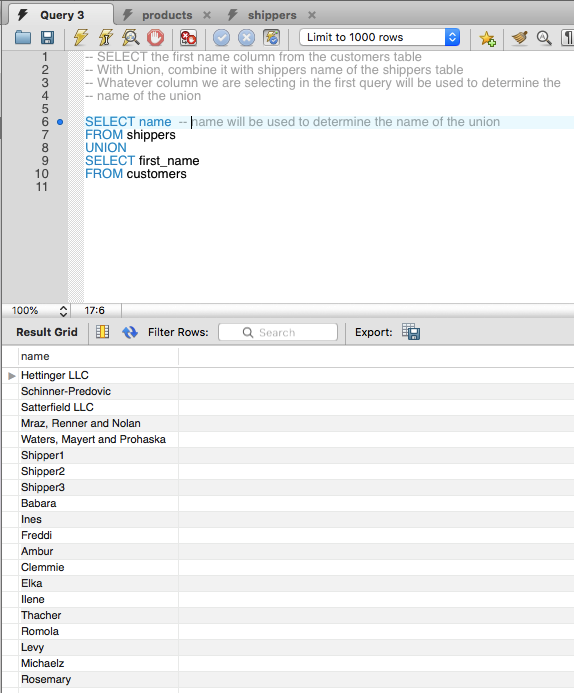 Query 3 products shippers
Limit to 1000 rows
1 -- SELECT the first name column from the customers table
2 -- With Union, combine it with shippers name of the shippers table
3 -- Whatever column we are selecting in the first query will be used to determine the
4 -- name of the union
5
6 SELECT name -- name will be used to determine the name of the union
7 FROM shippers
8 UNION
9 SELECT first_name
10 FROM customers
11
100% 17:6
Result Grid Filter Rows: Search Export:
name
Hettinger LLC
Schinner-Predovic
Satterfield LLC
Mraz, Renner and Nolan
Waters, Mayert and Prohaska
Shipper1
Shipper2
Shipper3
Babara
Ines
Freddi
Ambur
Clemmie
Elka
Ilene
Thacher
Romola
Levy
Michaelz
Rosemary